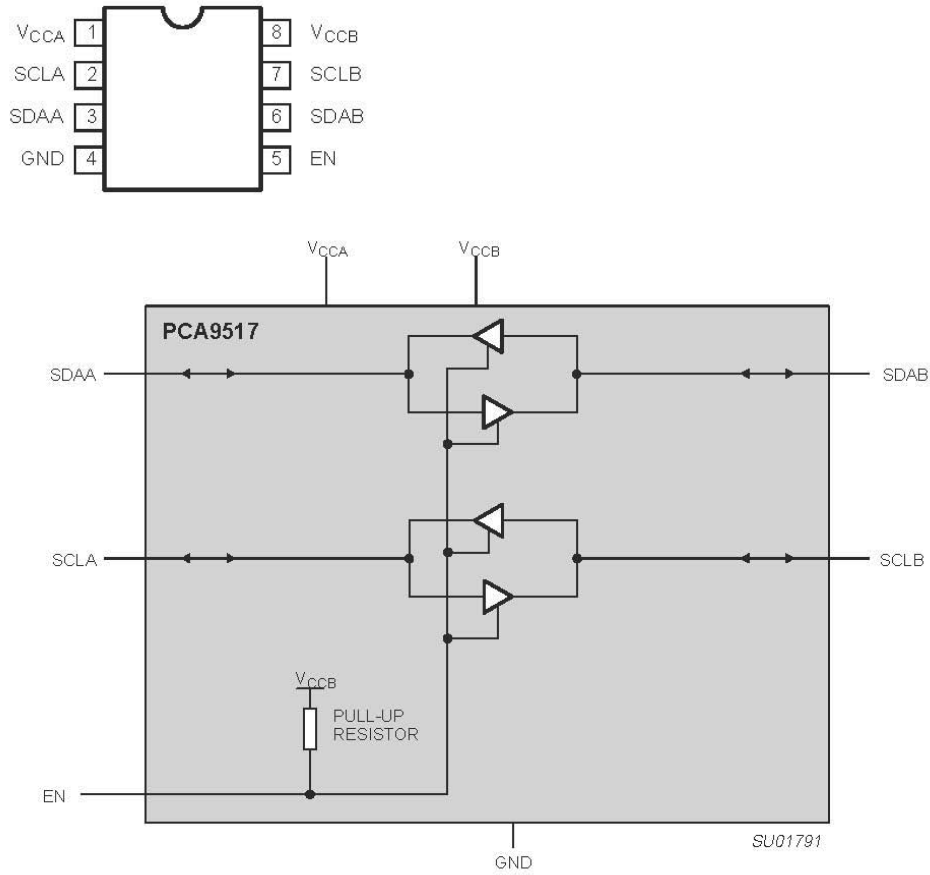 VCCA 1 8 VCCB
SCLA 2 7 SCLB
SDAA 3 6 SDAB
GND 4 5 EN
VCCA VCCB
PCA9517
SDAA SDAB
SCLA SCLB
VCCB
PULL-UP
RESISTOR
EN
SU01791
GND